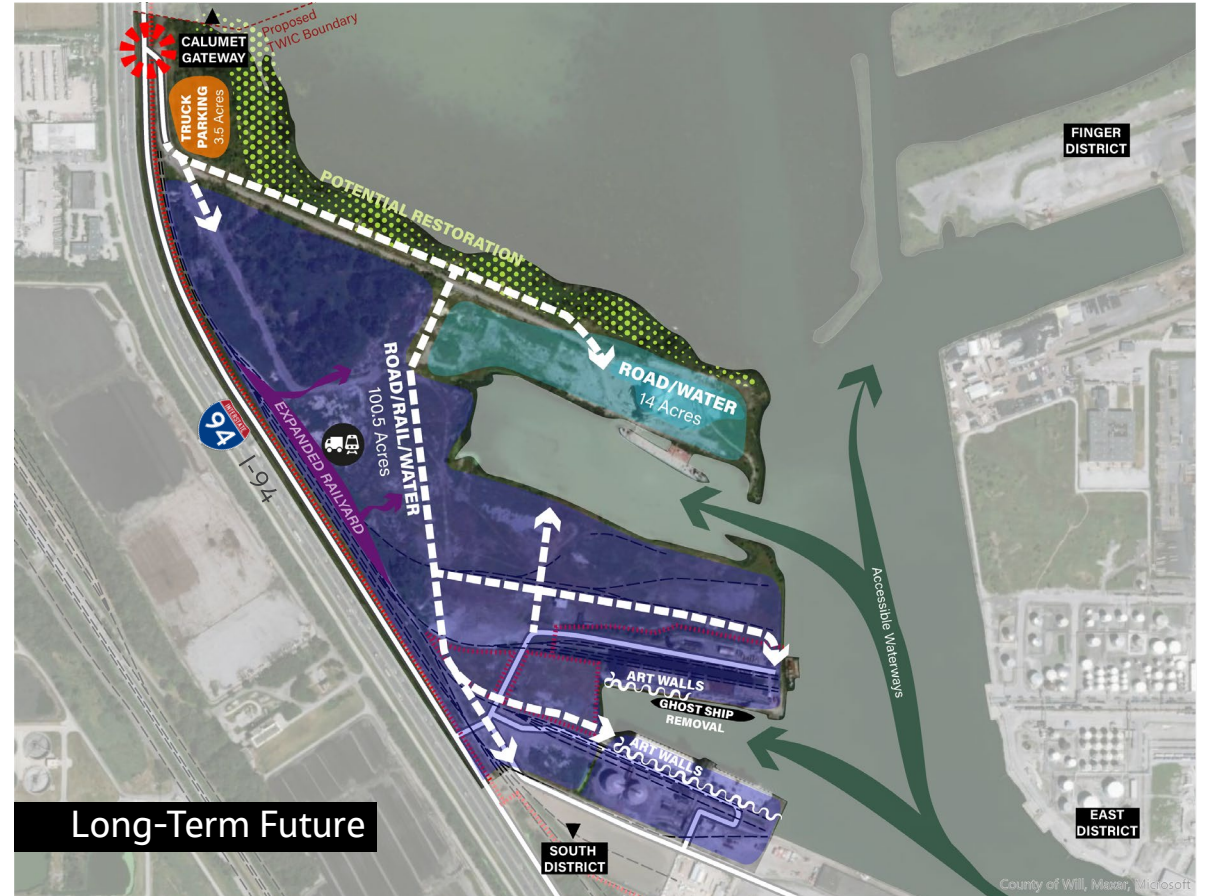 Proposed
TWIC Boundary
CALUMET
GATEWAY
TRUCK
PARKING
3.5 Acres
FINGER
DISTRICT
POTENTIAL RESTORATION
ROAD/WATER
14 Acres
ROAD/RAIL/WATER
100.5 Acres
INTERSTATE
94
I-94
EXPANDED RAILYARD
Accessible Waterways
ART WALLS
GHOST SHIP
REMOVAL
ART WALLS
Long-Term Future
SOUTH
DISTRICT
EAST
DISTRICT
County of Will, Maxar, Microsoft